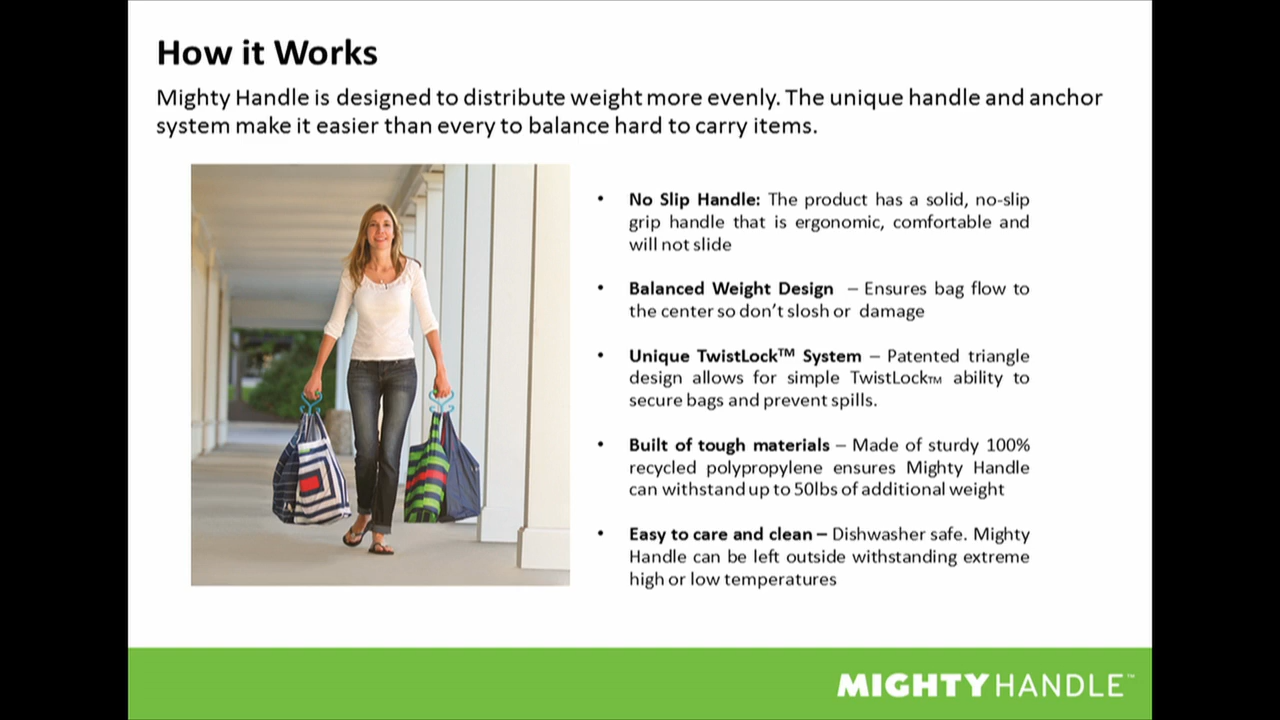 How it Works
Mighty Handle is designed to distribute weight more evenly. The unique handle and anchor
system make it easier than every to balance hard to carry items.
• No Slip Handle: The product has a solid, no-slip
grip handle that is ergonomic, comfortable and
will not slide
• Balanced Weight Design – Ensures bag flow to
the center so don't slosh or damage
• Unique TwistLock™ System – Patented triangle
design allows for simple TwistLock™ ability to
secure bags and prevent spills.
• Built of tough materials – Made of sturdy 100%
recycled polypropylene ensures Mighty Handle
can withstand up to 50lbs of additional weight
• Easy to care and clean – Dishwasher safe. Mighty
Handle can be left outside withstanding extreme
high or low temperatures
MIGHTY HANDLE™